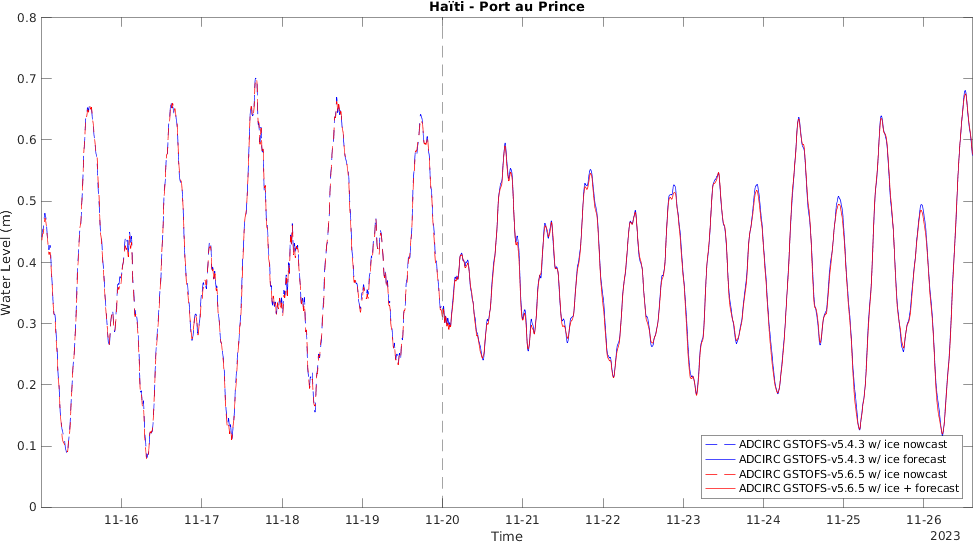 Haïti - Port au Prince
0.8
0.7
0.6
0.5
0.4
0.3
0.2
0.1
0
Water Level (m)
11-16 11-17 11-18 11-19 11-20 11-21 11-22 11-23 11-24 11-25 11-26
Time
2023
ADCIRC GSTOFS-v5.4.3 w/ ice nowcast
ADCIRC GSTOFS-v5.4.3 w/ ice forecast
ADCIRC GSTOFS-v5.6.5 w/ ice nowcast
ADCIRC GSTOFS-v5.6.5 w/ ice + forecast